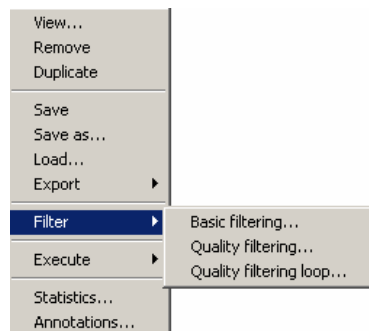 View...
Remove
Duplicate
Save
Save as...
Load...
Export
Filter
Basic filtering...
Quality filtering...
Quality filtering loop...
Execute
Statistics...
Annotations...